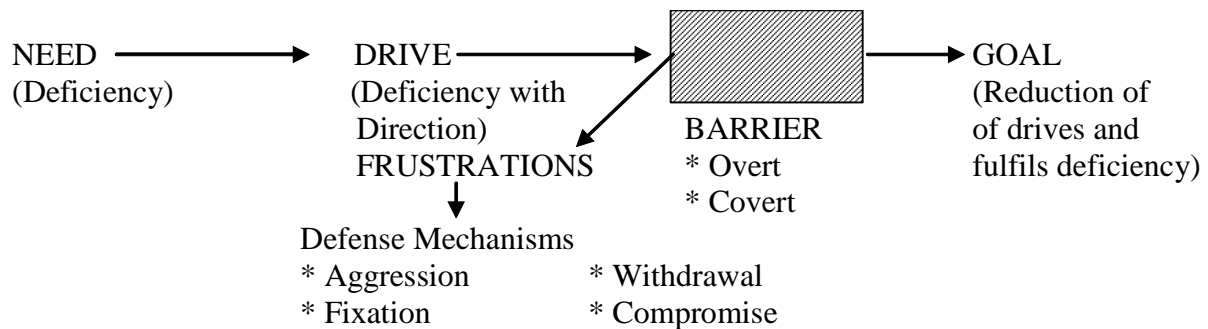 NEED
(Deficiency)
DRIVE
(Deficiency with
Direction)
FRUSTRATIONS
BARRIER
* Overt
* Covert
GOAL
(Reduction of
of drives and
fulfils deficiency)
Defense Mechanisms
* Aggression * Withdrawal
* Fixation * Compromise